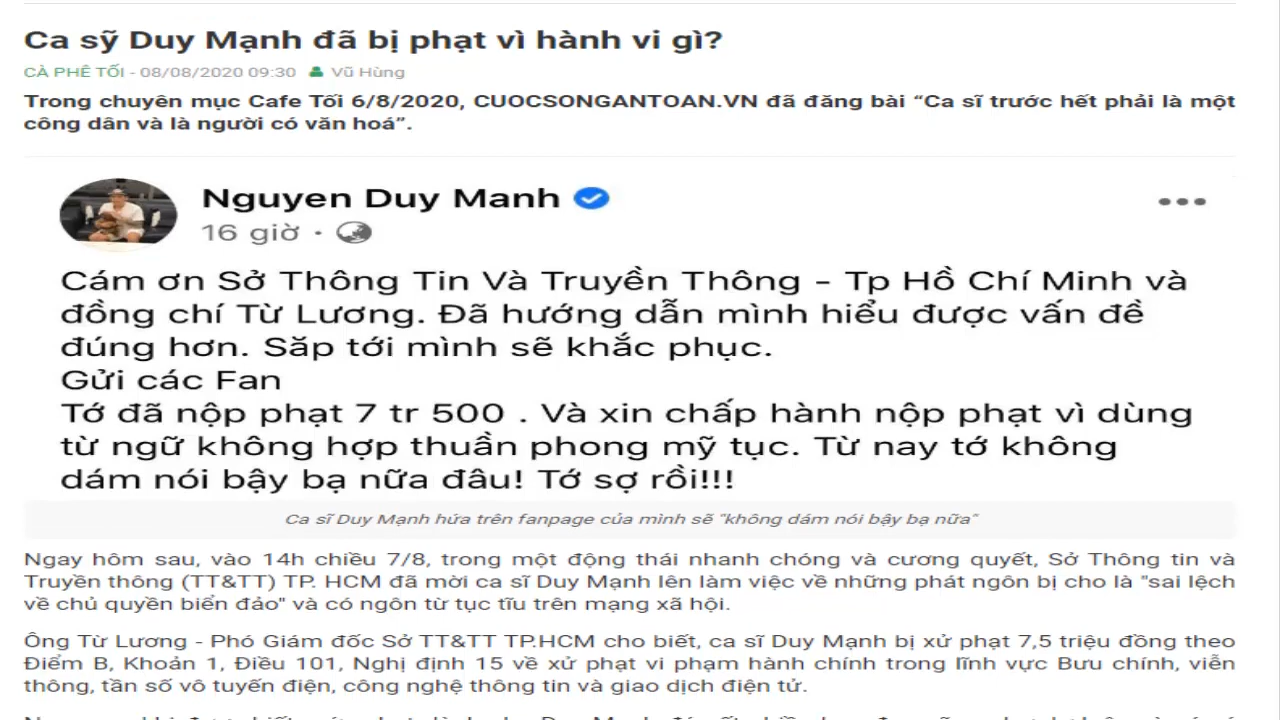 Ca sỹ Duy Mạnh đã bị phạt vì hành vi gì?
CÀ PHÊ TỐI - 08/08/2020 09:30 Vũ Hùng
Trong chuyên mục Cafe Tối 6/8/2020, CUOCSONGANTOAN.VN đã đăng bài “Ca sĩ trước hết phải là một
công dân và là người có văn hoá”.
Nguyen Duy Manh
16 giờ ·
Cám ơn Sở Thông Tin Và Truyền Thông – Tp Hồ Chí Minh và
đồng chí Từ Lương. Đã hướng dẫn mình hiểu được vấn đề
đúng hơn. Săp tới mình sẽ khắc phục.
Gửi các Fan
Tớ đã nộp phạt 7 tr 500 . Và xin chấp hành nộp phạt vì dùng
từ ngữ không hợp thuần phong mỹ tục. Từ nay tớ không
dám nói bậy bạ nữa đâu! Tớ sợ rồi!!!
Ca sĩ Duy Mạnh hứa trên fanpage của mình sẽ "không dám nói bậy bạ nữa"
Ngay hôm sau, vào 14h chiều 7/8, trong một động thái nhanh chóng và cương quyết, Sở Thông tin và
Truyền thông (TT&TT) TP. HCM đã mời ca sĩ Duy Mạnh lên làm việc về những phát ngôn bị cho là "sai lệch
về chủ quyền biển đảo" và có ngôn từ tục tĩu trên mạng xã hội.
Ông Từ Lương - Phó Giám đốc Sở TT&TT TP.HCM cho biết, ca sĩ Duy Mạnh bị xử phạt 7,5 triệu đồng theo
Điểm B, Khoản 1, Điều 101, Nghị định 15 về xử phạt vi phạm hành chính trong lĩnh vực Bưu chính, viễn
thông, tần số vô tuyến điện, công nghệ thông tin và giao dịch điện tử.